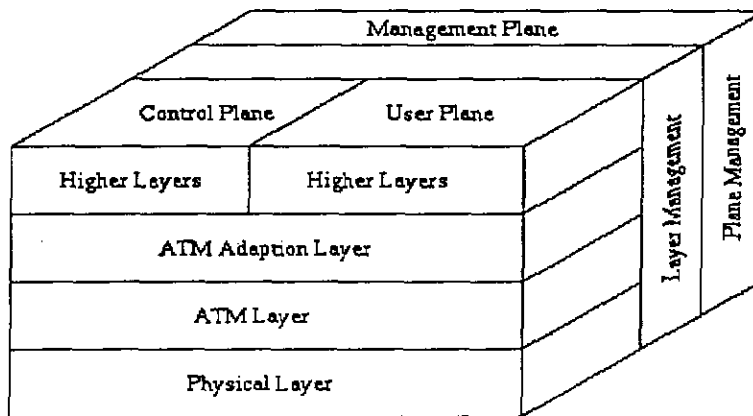 Management Plane
Control Plane
User Plane
Higher Layers
Higher Layers
ATM Adaption Layer
ATM Layer
Physical Layer
Layer Management
Plane Management